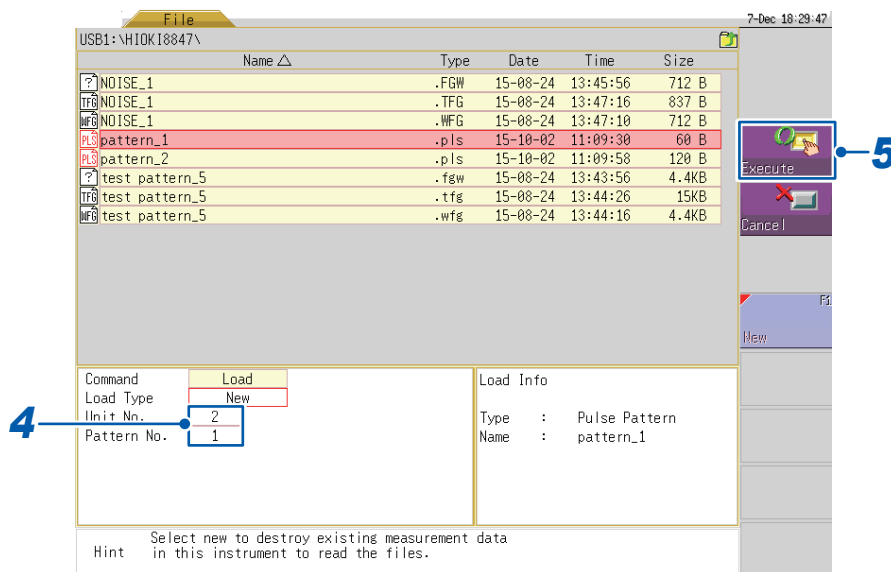 File
7-Dec 18:29:47
USB1:\HIOKI8847\
Name △ Type Date Time Size
? NOISE_1 .FGW 15-08-24 13:45:56 712 B
TFG NOISE_1 .TFG 15-08-24 13:47:16 837 B
WFG NOISE_1 .WFG 15-08-24 13:47:10 712 B
PLS pattern_1 .pls 15-10-02 11:09:30 60 B
PLS pattern_2 .pls 15-10-02 11:09:58 120 B
? test pattern_5 .fgw 15-08-24 13:43:56 4.4KB
TFG test pattern_5 .tfg 15-08-24 13:44:26 15KB
WFG test pattern_5 .wfg 15-08-24 13:44:16 4.4KB
Execute
5
Cancel
F1
New
Command Load
Load Type New
Unit No. 2
Pattern No. 1
4
Load Info
Type : Pulse Pattern
Name : pattern_1
Hint Select new to destroy existing measurement data
in this instrument to read the files.